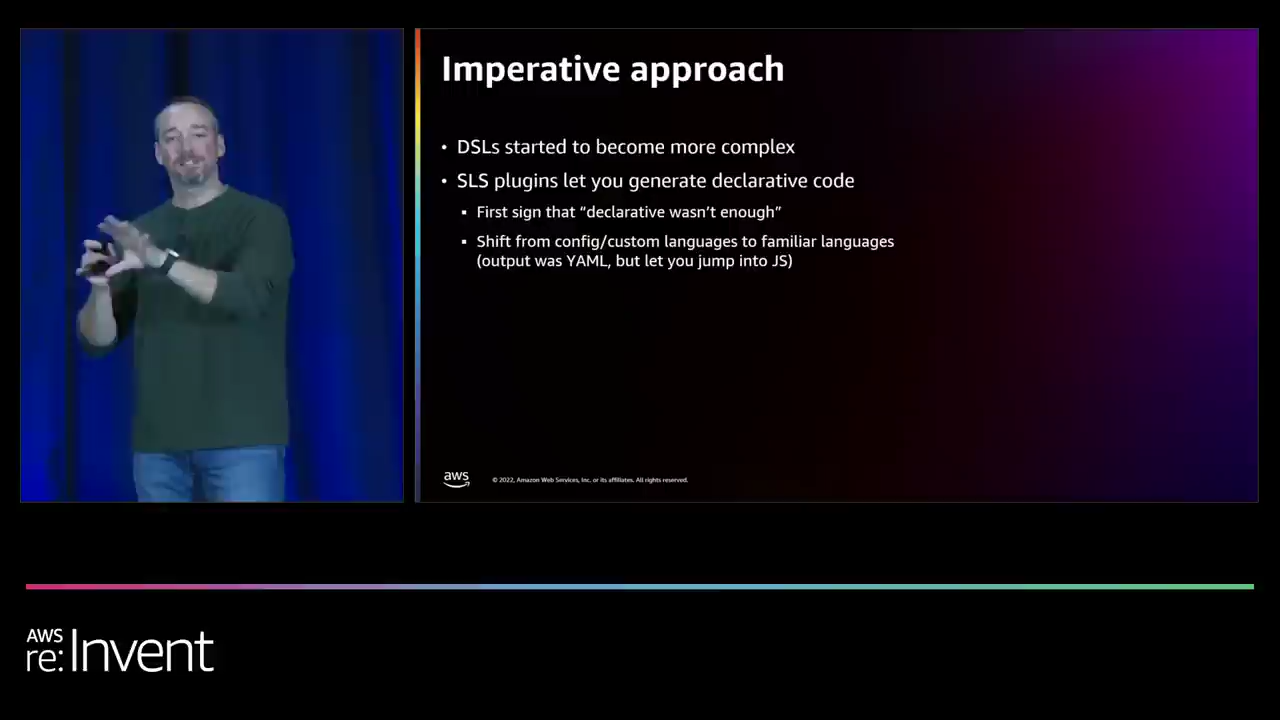 Imperative approach
• DSLs started to become more complex
• SLS plugins let you generate declarative code
▪ First sign that “declarative wasn’t enough”
▪ Shift from config/custom languages to familiar languages
(output was YAML, but let you jump into JS)
aws
© 2022, Amazon Web Services, Inc. or its affiliates. All rights reserved.
AWS
re:Invent